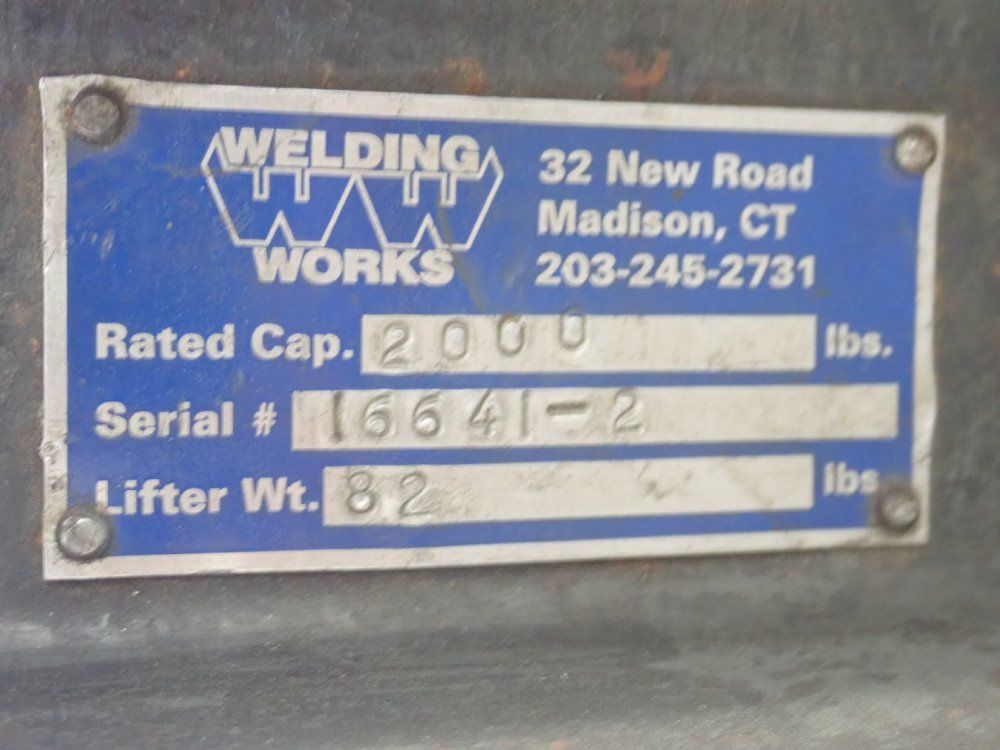 WELDING
WORKS
32 New Road
Madison, CT
203-245-2731
Rated Cap. 2000 lbs.
Serial # 16641-2
Lifter Wt. 82 lbs